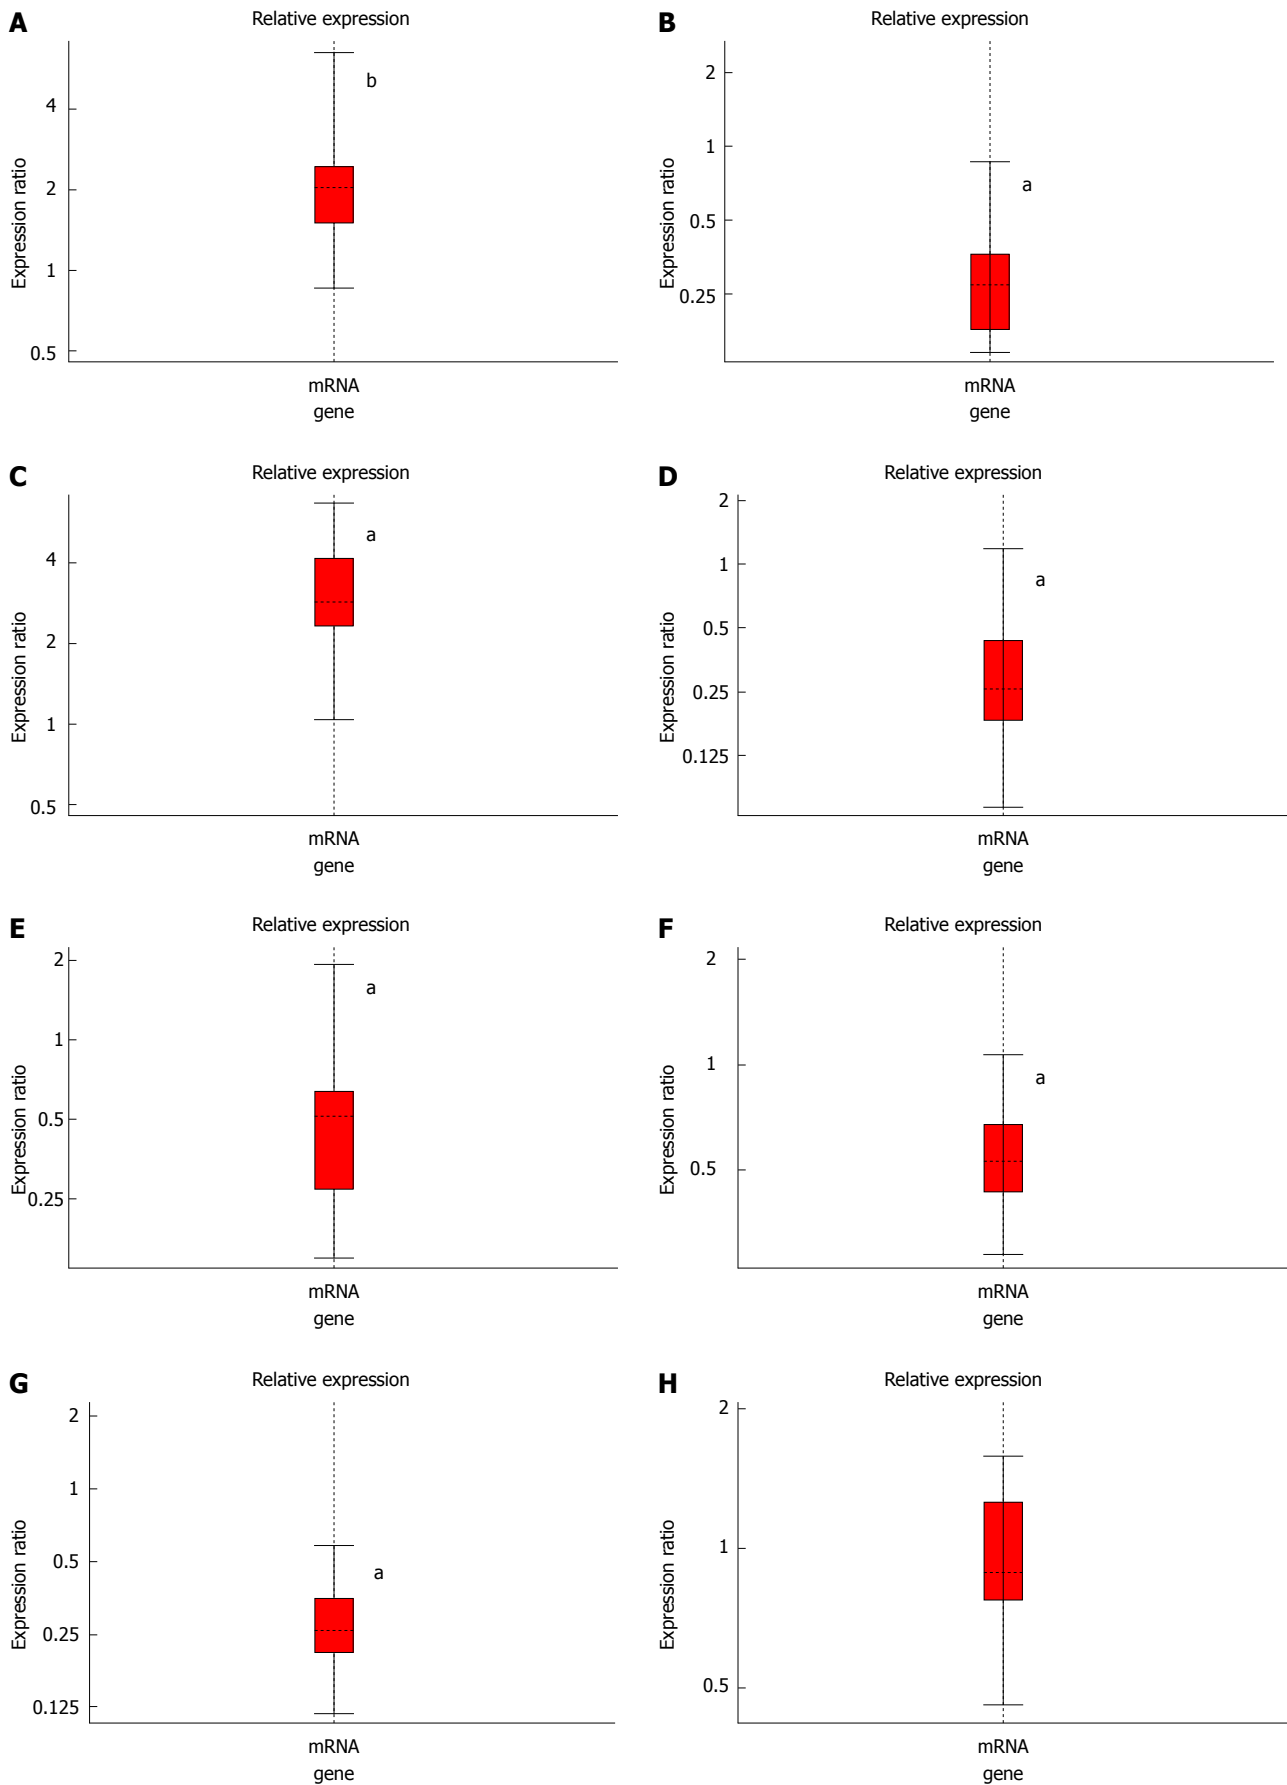 A
Relative expression
Expression ratio
4
2
1
0.5
b
mRNA
gene
B
Relative expression
Expression ratio
2
1
0.5
0.25
a
mRNA
gene
C
Relative expression
Expression ratio
4
2
1
0.5
a
mRNA
gene
D
Relative expression
Expression ratio
2
1
0.5
0.25
0.125
a
mRNA
gene
E
Relative expression
Expression ratio
2
1
0.5
0.25
a
mRNA
gene
F
Relative expression
Expression ratio
2
1
0.5
a
mRNA
gene
G
Relative expression
Expression ratio
2
1
0.5
0.25
0.125
a
mRNA
gene
H
Relative expression
Expression ratio
2
1
0.5
mRNA
gene